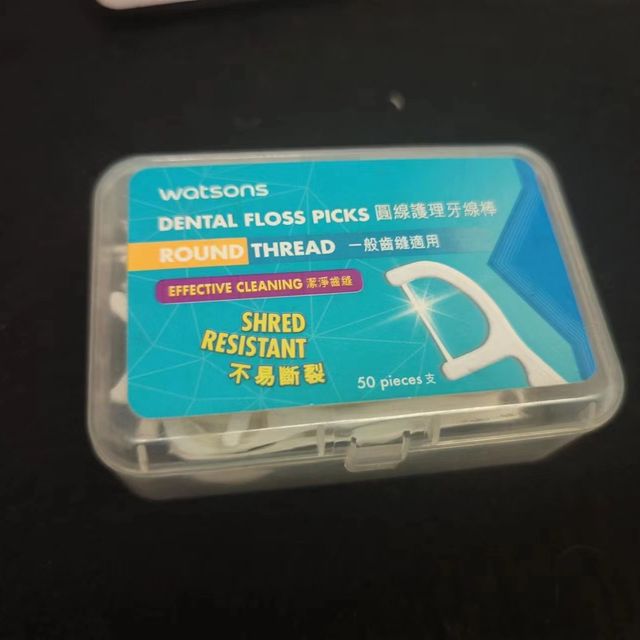 watsons
DENTAL FLOSS PICKS 圓線護理牙線棒
ROUND THREAD 一般齒縫適用
EFFECTIVE CLEANING 潔淨齒縫
SHRED
RESISTANT
不易斷裂
50 pieces 支